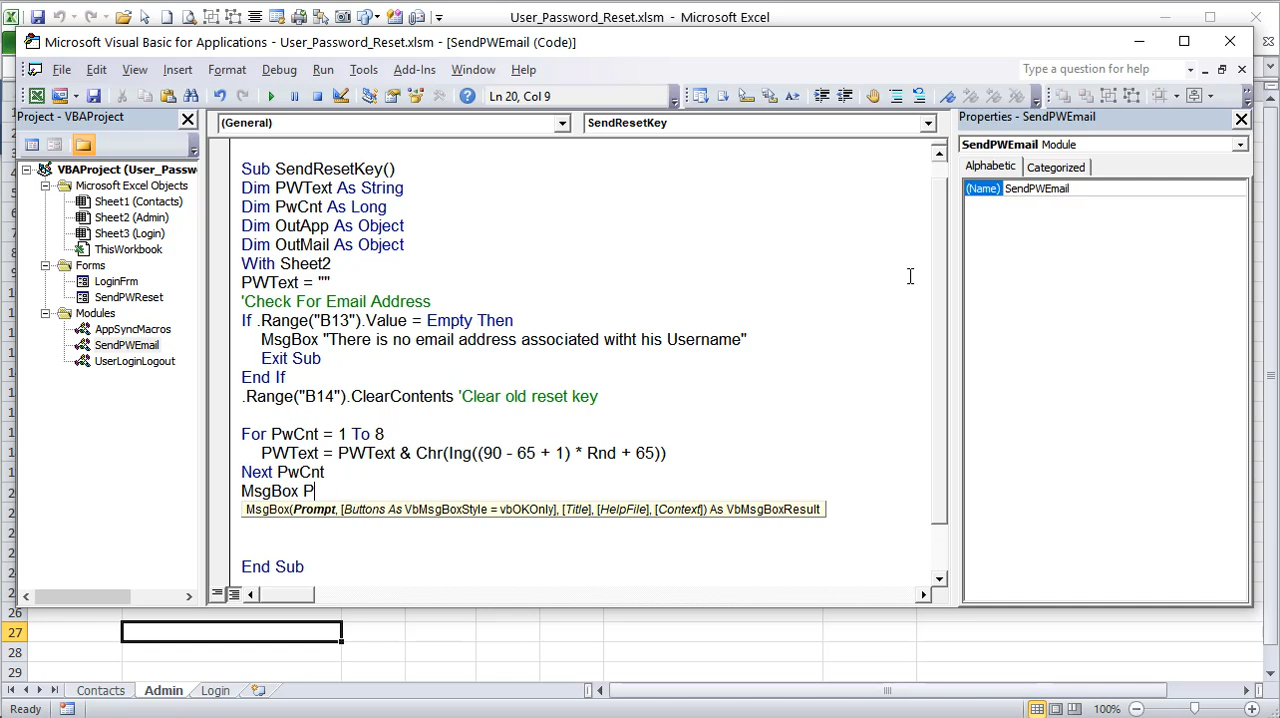 User_Password_Reset.xlsm - Microsoft Excel
Microsoft Visual Basic for Applications - User_Password_Reset.xlsm - [SendPWEmail (Code)]
File Edit View Insert Format Debug Run Tools Add-Ins Window Help
Type a question for help
Ln 20, Col 9
Project - VBAProject
VBAProject (User_Passw
Microsoft Excel Objects
Sheet1 (Contacts)
Sheet2 (Admin)
Sheet3 (Login)
ThisWorkbook
Forms
LoginFrm
SendPWReset
Modules
AppSyncMacros
SendPWEmail
UserLoginLogout
(General)
SendResetKey
Sub SendResetKey()
Dim PWText As String
Dim PwCnt As Long
Dim OutApp As Object
Dim OutMail As Object
With Sheet2
PWText = ""
'Check For Email Address
If .Range("B13").Value = Empty Then
MsgBox "There is no email address associated witht his Username"
Exit Sub
End If
.Range("B14").ClearContents 'Clear old reset key
For PwCnt = 1 To 8
PWText = PWText & Chr(Ing((90 - 65 + 1) * Rnd + 65))
Next PwCnt
MsgBox P
MsgBox(Prompt, [Buttons As VbMsgBoxStyle = vbOKOnly], [Title], [HelpFile], [Context]) As VbMsgBoxResult
End Sub
Properties - SendPWEmail
SendPWEmail Module
Alphabetic Categorized
(Name) SendPWEmail
26
27
28
29
Contacts Admin Login
Ready
100%